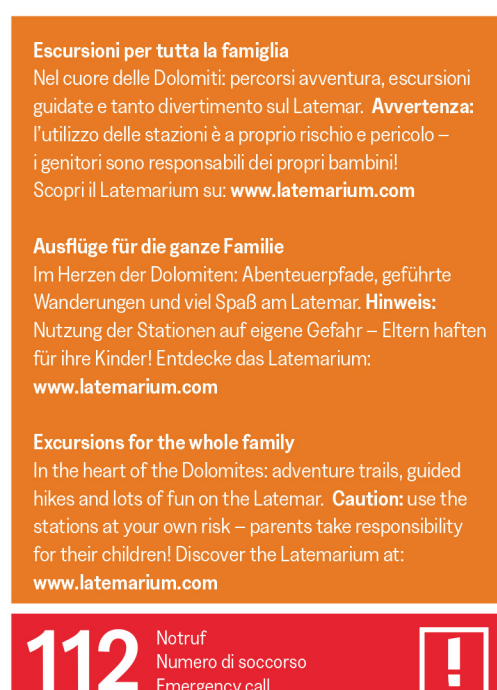 Escursioni per tutta la famiglia
Nel cuore delle Dolomiti: percorsi avventura, escursioni
guidate e tanto divertimento sul Latemar. Avvertenza:
l'utilizzo delle stazioni è a proprio rischio e pericolo –
i genitori sono responsabili dei propri bambini!
Scopri il Latemarium su: www.latemarium.com
Ausflüge für die ganze Familie
Im Herzen der Dolomiten: Abenteuerpfade, geführte
Wanderungen und viel Spaß am Latemar. Hinweis:
Nutzung der Stationen auf eigene Gefahr – Eltern haften
für ihre Kinder! Entdecke das Latemarium:
www.latemarium.com
Excursions for the whole family
In the heart of the Dolomites: adventure trails, guided
hikes and lots of fun on the Latemar. Caution: use the
stations at your own risk – parents take responsibility
for their children! Discover the Latemarium at:
www.latemarium.com
112
Notruf
Numero di soccorso
Emergency call
!